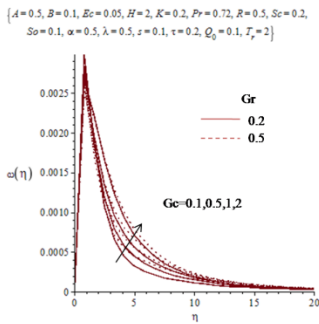 {A = 0.5, B = 0.1, Ec = 0.05, H = 2, K = 0.2, Pr = 0.72, R = 0.5, Sc = 0.2,
So = 0.1, α = 0.5, λ = 0.5, s = 0.1, τ = 0.2, Q₀ = 0.1, Tᵣ = 2}
0.0025
0.0020
0.0015
0.0010
0.0005
0
e(η)
Gr
0.2
0.5
Gc=0.1,0.5,1,2
0 5 10 15 20
η